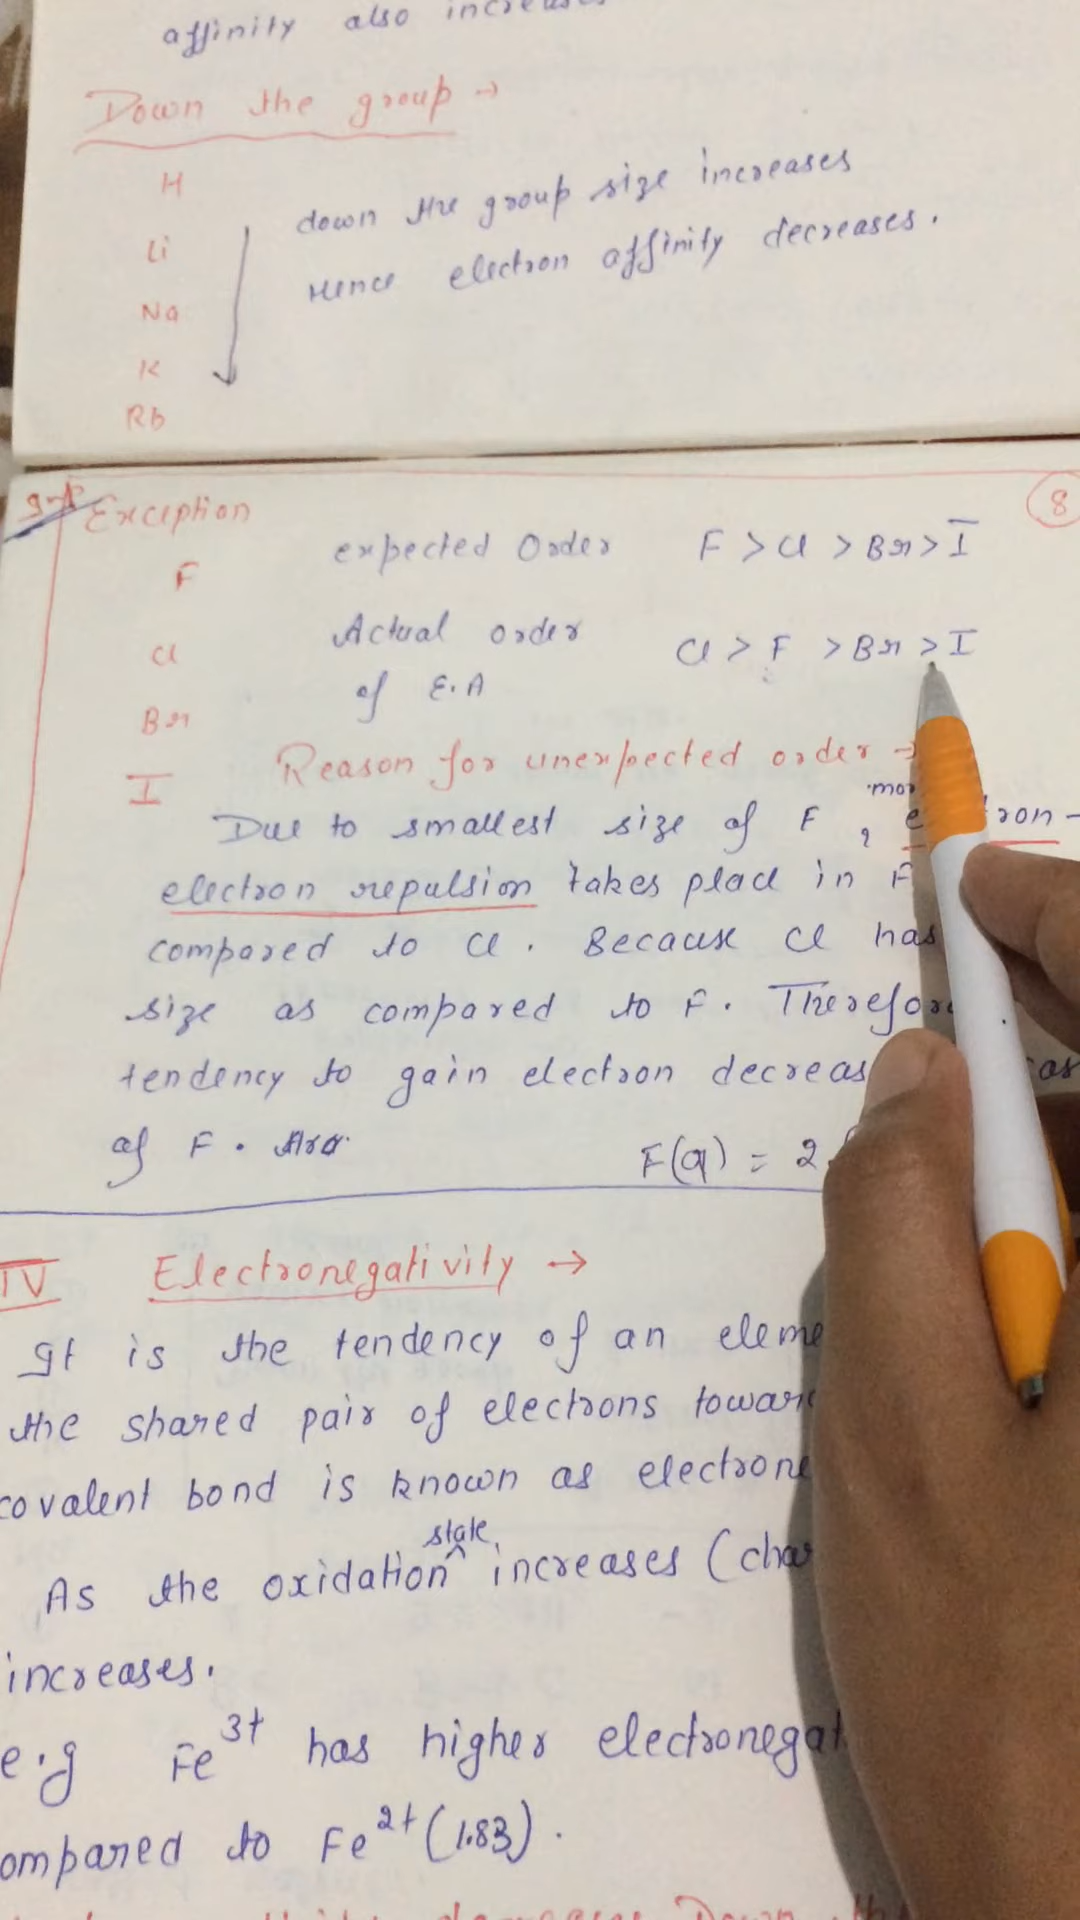 affinity also increases
Down the group →
H
Li
Na
K
Rb
down the group size increases
Hence electron affinity decreases.
8
Exception
F
Cl
Br
I
expected Order F > Cl > Br > I
Actual order Cl > F > Br > I
of E.A
Reason for unexpected order →
Due to smallest size of F , 
electron repulsion takes place in F
compared to Cl . Because Cl has
size as compared to F. Therefore
tendency to gain electron decreas
of F .
F(g) = 2.
IV Electronegativity →
It is the tendency of an eleme
the shared pair of electrons toward
covalent bond is known as electrone
state
As the oxidation^ increases (char
increases.
e.g Fe3+ has higher electronegat
ompared to Fe2+ (1.83).